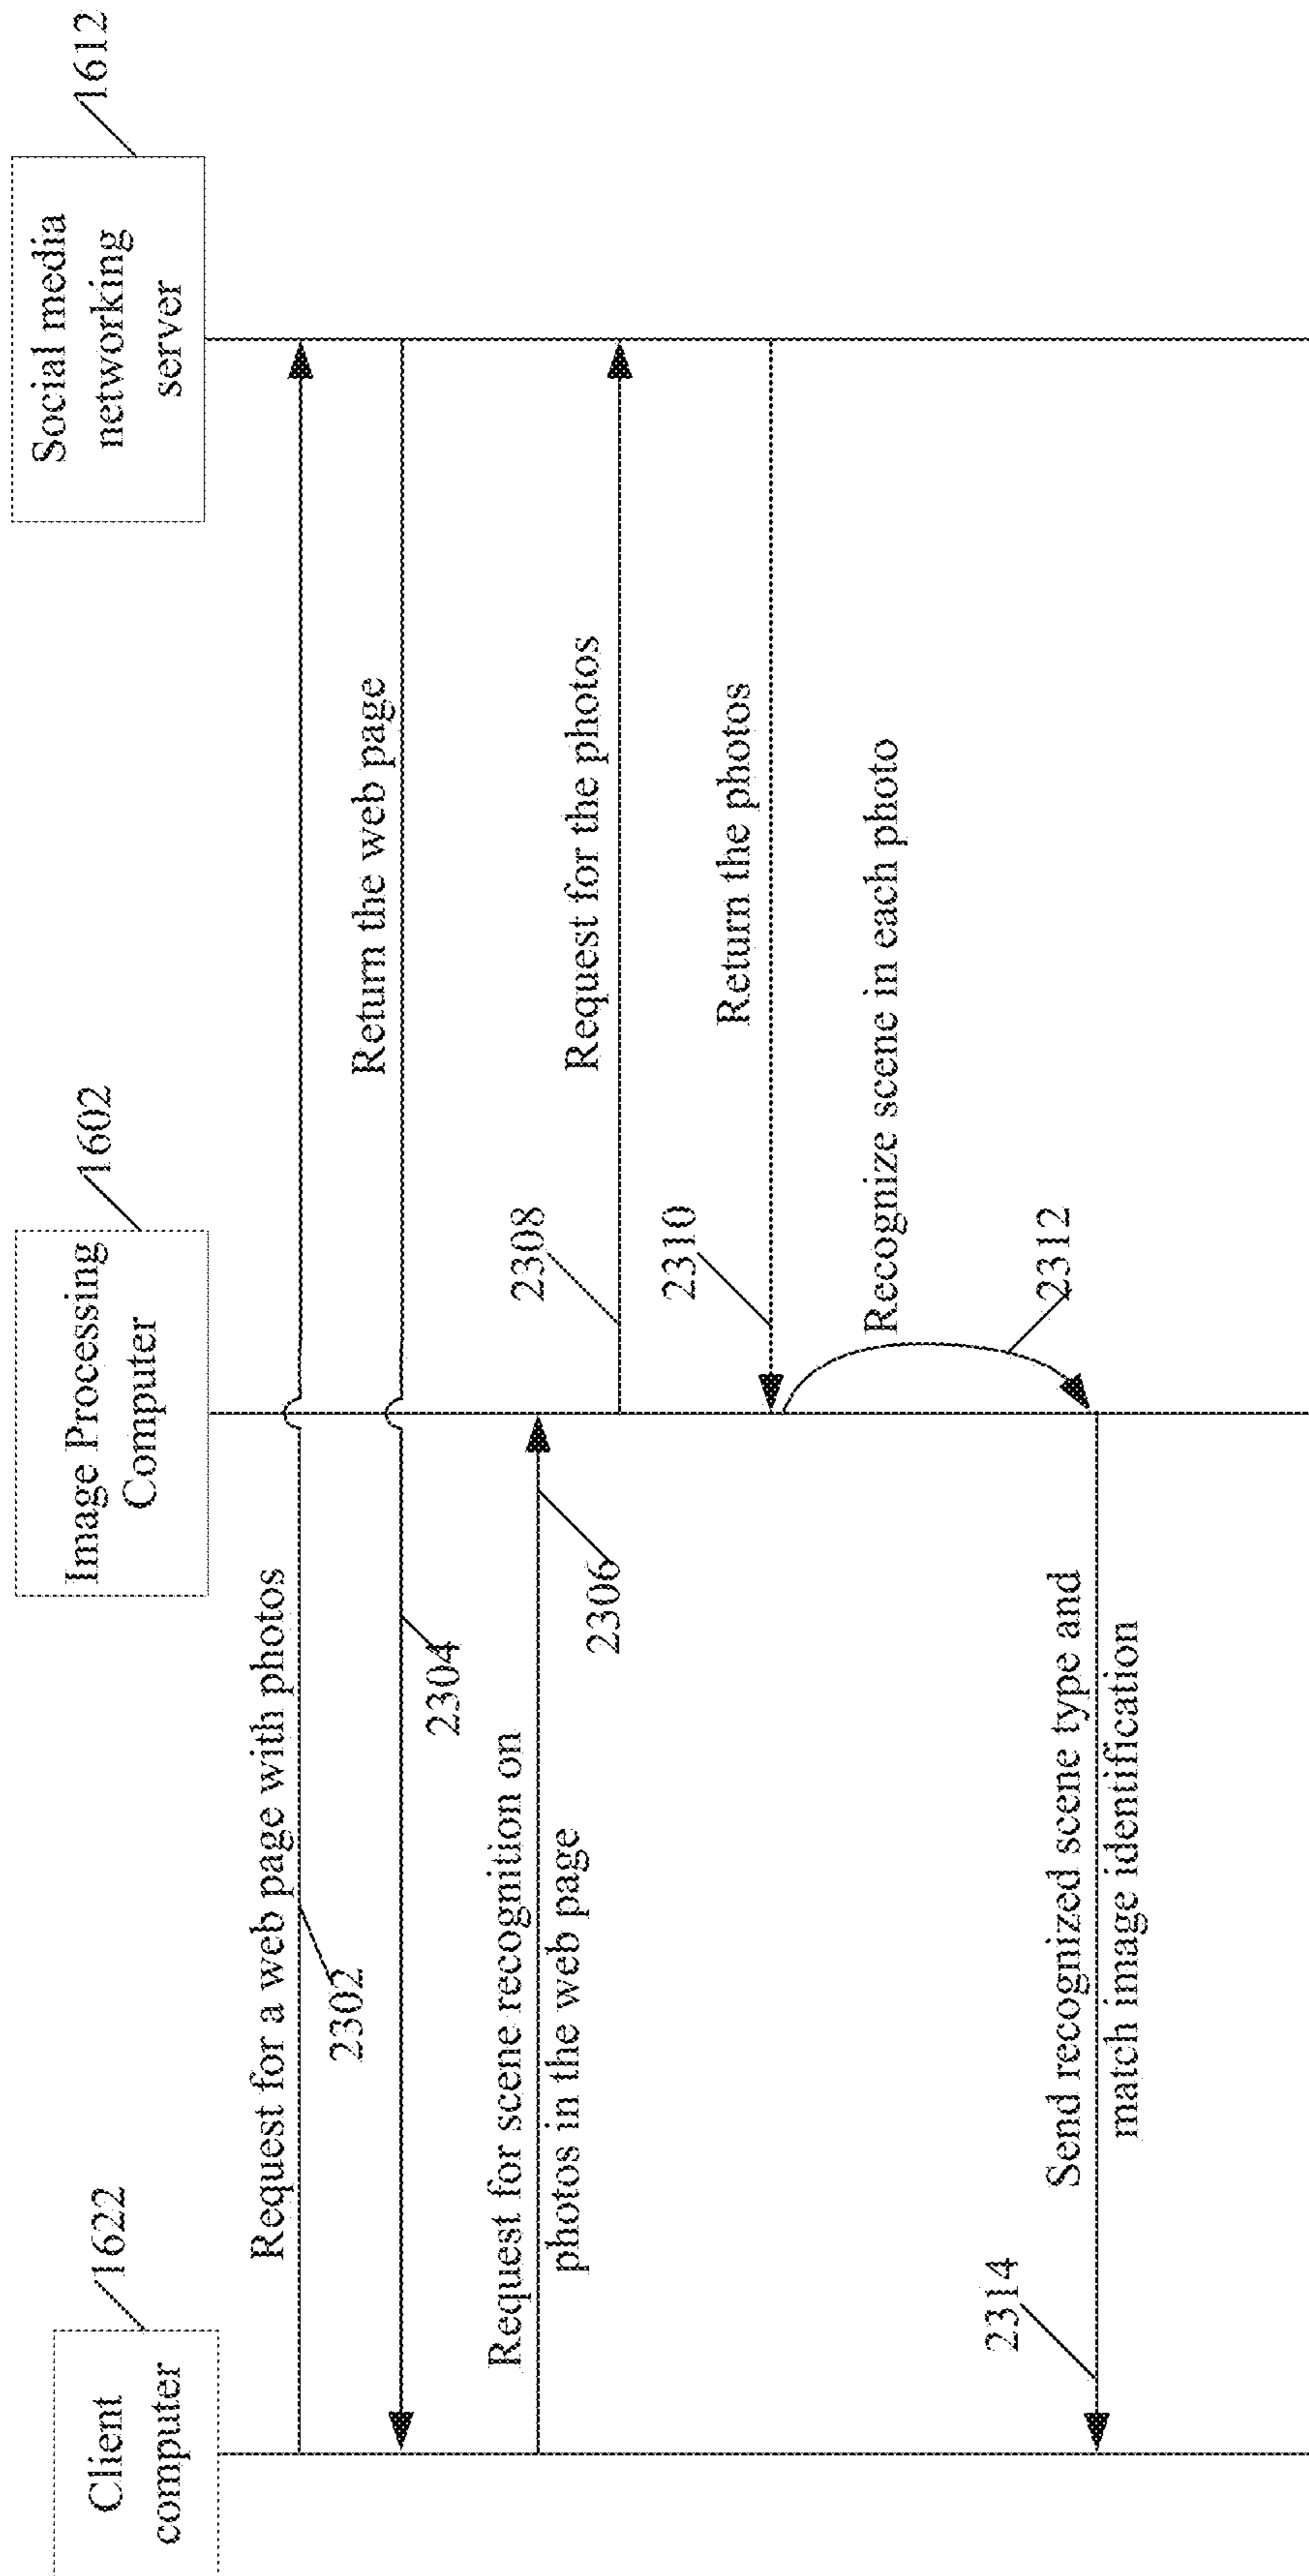 Client
computer
1622
Image Processing
Computer
1602
Social media
networking
server
1612
Request for a web page with photos
2302
Return the web page
2304
Request for scene recognition on
photos in the web page
2306
Request for the photos
2308
Return the photos
2310
Recognize scene in each photo
2312
Send recognized scene type and
match image identification
2314